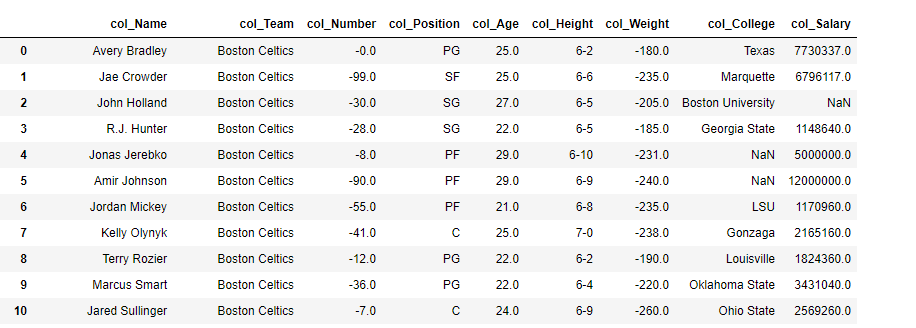 col_Name col_Team col_Number col_Position col_Age col_Height col_Weight col_College col_Salary
0 Avery Bradley Boston Celtics -0.0 PG 25.0 6-2 -180.0 Texas 7730337.0
1 Jae Crowder Boston Celtics -99.0 SF 25.0 6-6 -235.0 Marquette 6796117.0
2 John Holland Boston Celtics -30.0 SG 27.0 6-5 -205.0 Boston University NaN
3 R.J. Hunter Boston Celtics -28.0 SG 22.0 6-5 -185.0 Georgia State 1148640.0
4 Jonas Jerebko Boston Celtics -8.0 PF 29.0 6-10 -231.0 NaN 5000000.0
5 Amir Johnson Boston Celtics -90.0 PF 29.0 6-9 -240.0 NaN 12000000.0
6 Jordan Mickey Boston Celtics -55.0 PF 21.0 6-8 -235.0 LSU 1170960.0
7 Kelly Olynyk Boston Celtics -41.0 C 25.0 7-0 -238.0 Gonzaga 2165160.0
8 Terry Rozier Boston Celtics -12.0 PG 22.0 6-2 -190.0 Louisville 1824360.0
9 Marcus Smart Boston Celtics -36.0 PG 22.0 6-4 -220.0 Oklahoma State 3431040.0
10 Jared Sullinger Boston Celtics -7.0 C 24.0 6-9 -260.0 Ohio State 2569260.0